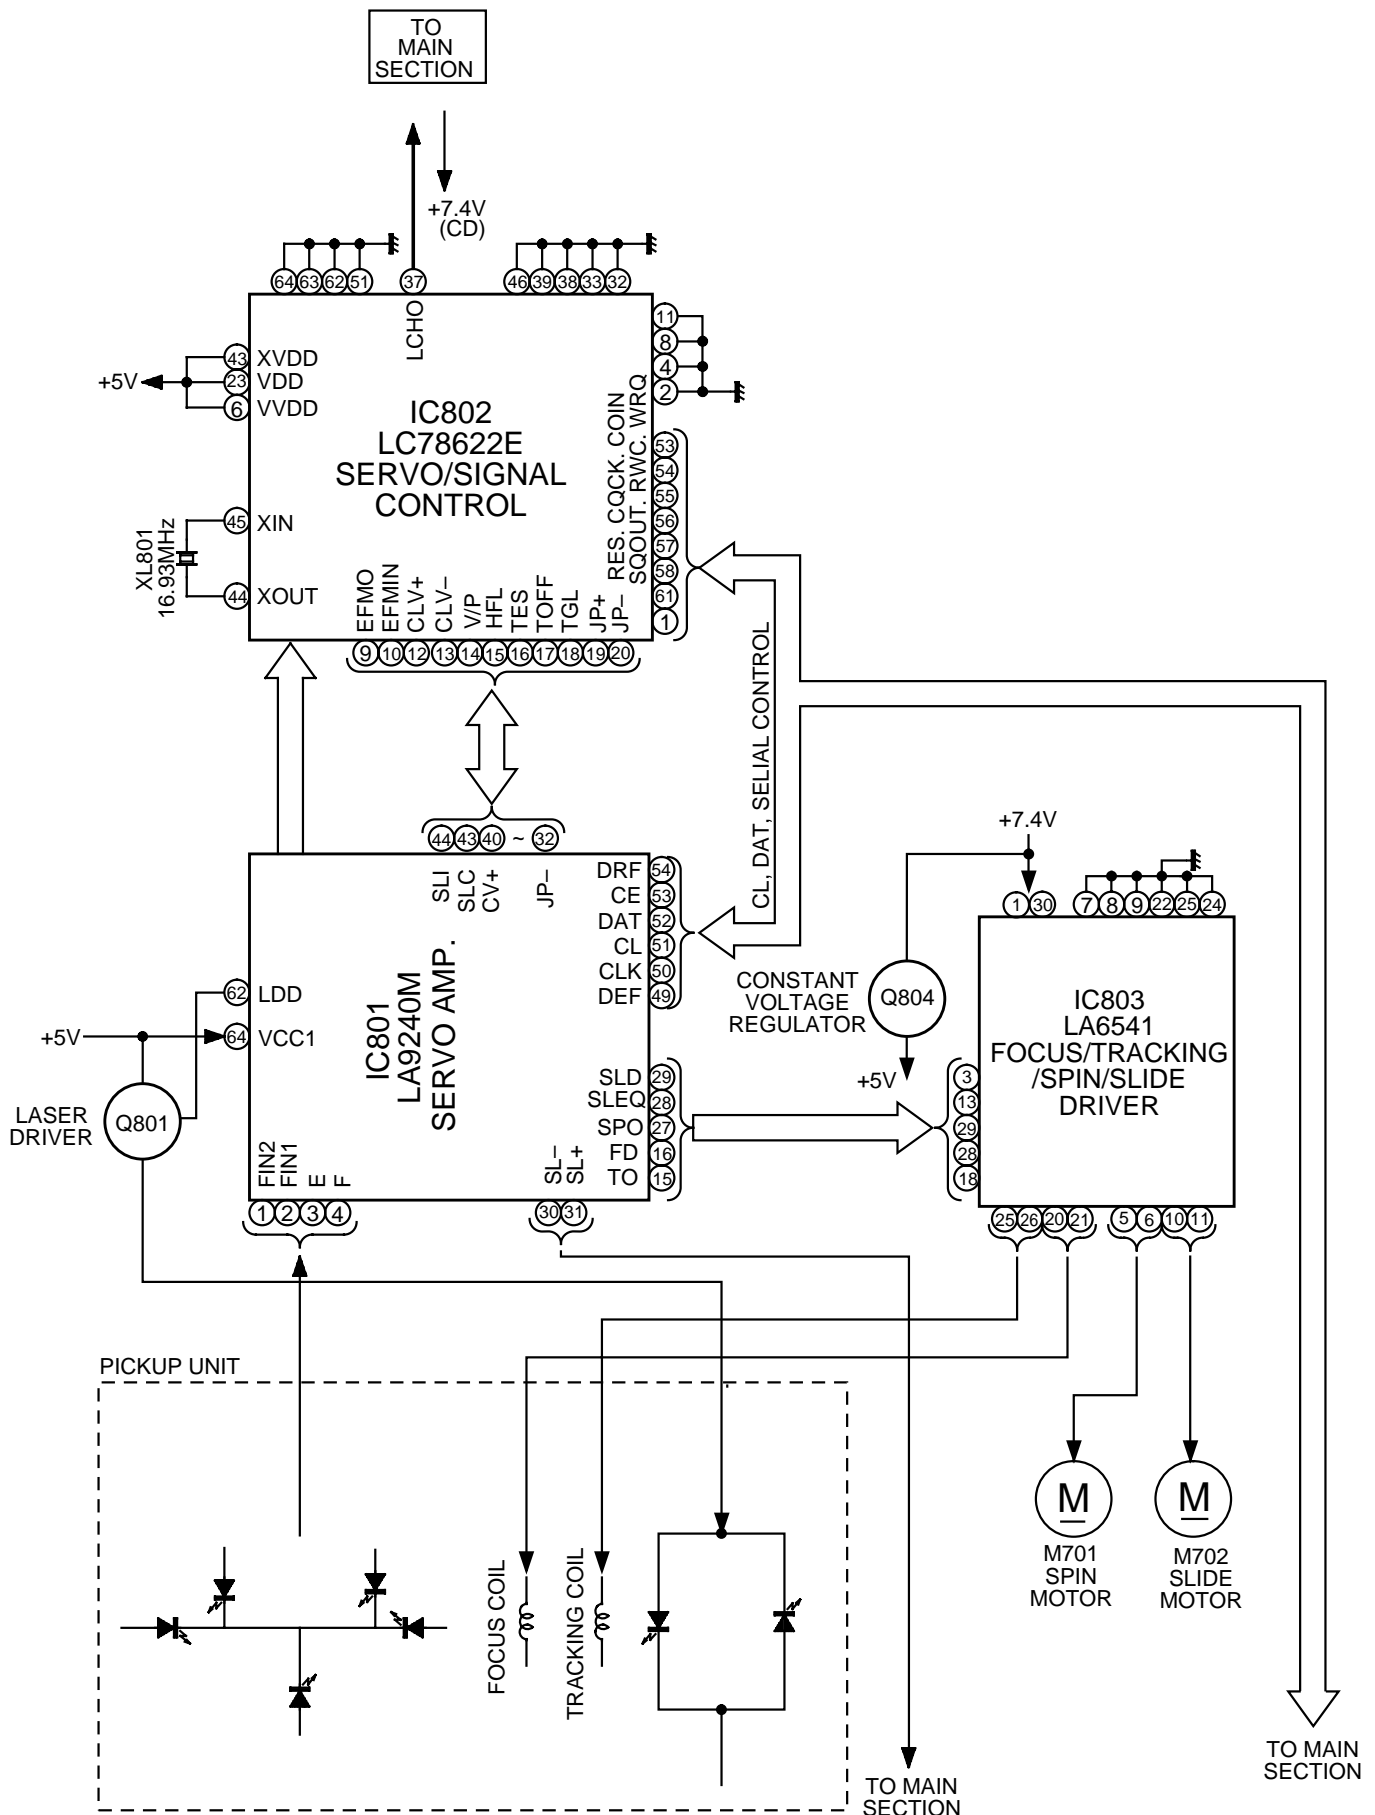 TO
MAIN
SECTION
+7.4V
(CD)
64 63 62 51 37 46 39 38 33 32
LCHO
11
8
4
2
43 XVDD
+5V 23 VDD
6 VVDD
IC802
LC78622E
SERVO/SIGNAL
CONTROL
RES. CQCK. COIN
SQOUT. RWC. WRQ
53
54
55
56
57
58
61
1
45 XIN
XL801
16.93MHz
44 XOUT
EFMO
EFMIN
CLV+
CLV–
V/P
HFL
TES
TOFF
TGL
JP+
JP–
9 10 12 13 14 15 16 17 18 19 20
CL, DAT, SELIAL CONTROL
44 43 40 ~ 32
SLI
SLC
CV+
JP–
DRF 54
CE 53
DAT 52
CL 51
CLK 50
DEF 49
62 LDD
+5V 64 VCC1
IC801
LA9240M
SERVO AMP.
LASER
DRIVER
Q801
SLD 29
SLEQ 28
SPO 27
FD 16
TO 15
FIN2
FIN1
E
F
1 2 3 4
SL–
SL+
30 31
+7.4V
1 30 7 8 9 22 25 24
CONSTANT
VOLTAGE
REGULATOR
Q804
+5V
IC803
LA6541
FOCUS/TRACKING
/SPIN/SLIDE
DRIVER
3
13
29
28
18
25 26 20 21 5 6 10 11
PICKUP UNIT
FOCUS COIL
TRACKING COIL
M
M701
SPIN
MOTOR
M
M702
SLIDE
MOTOR
TO MAIN
SECTION
TO MAIN
SECTION